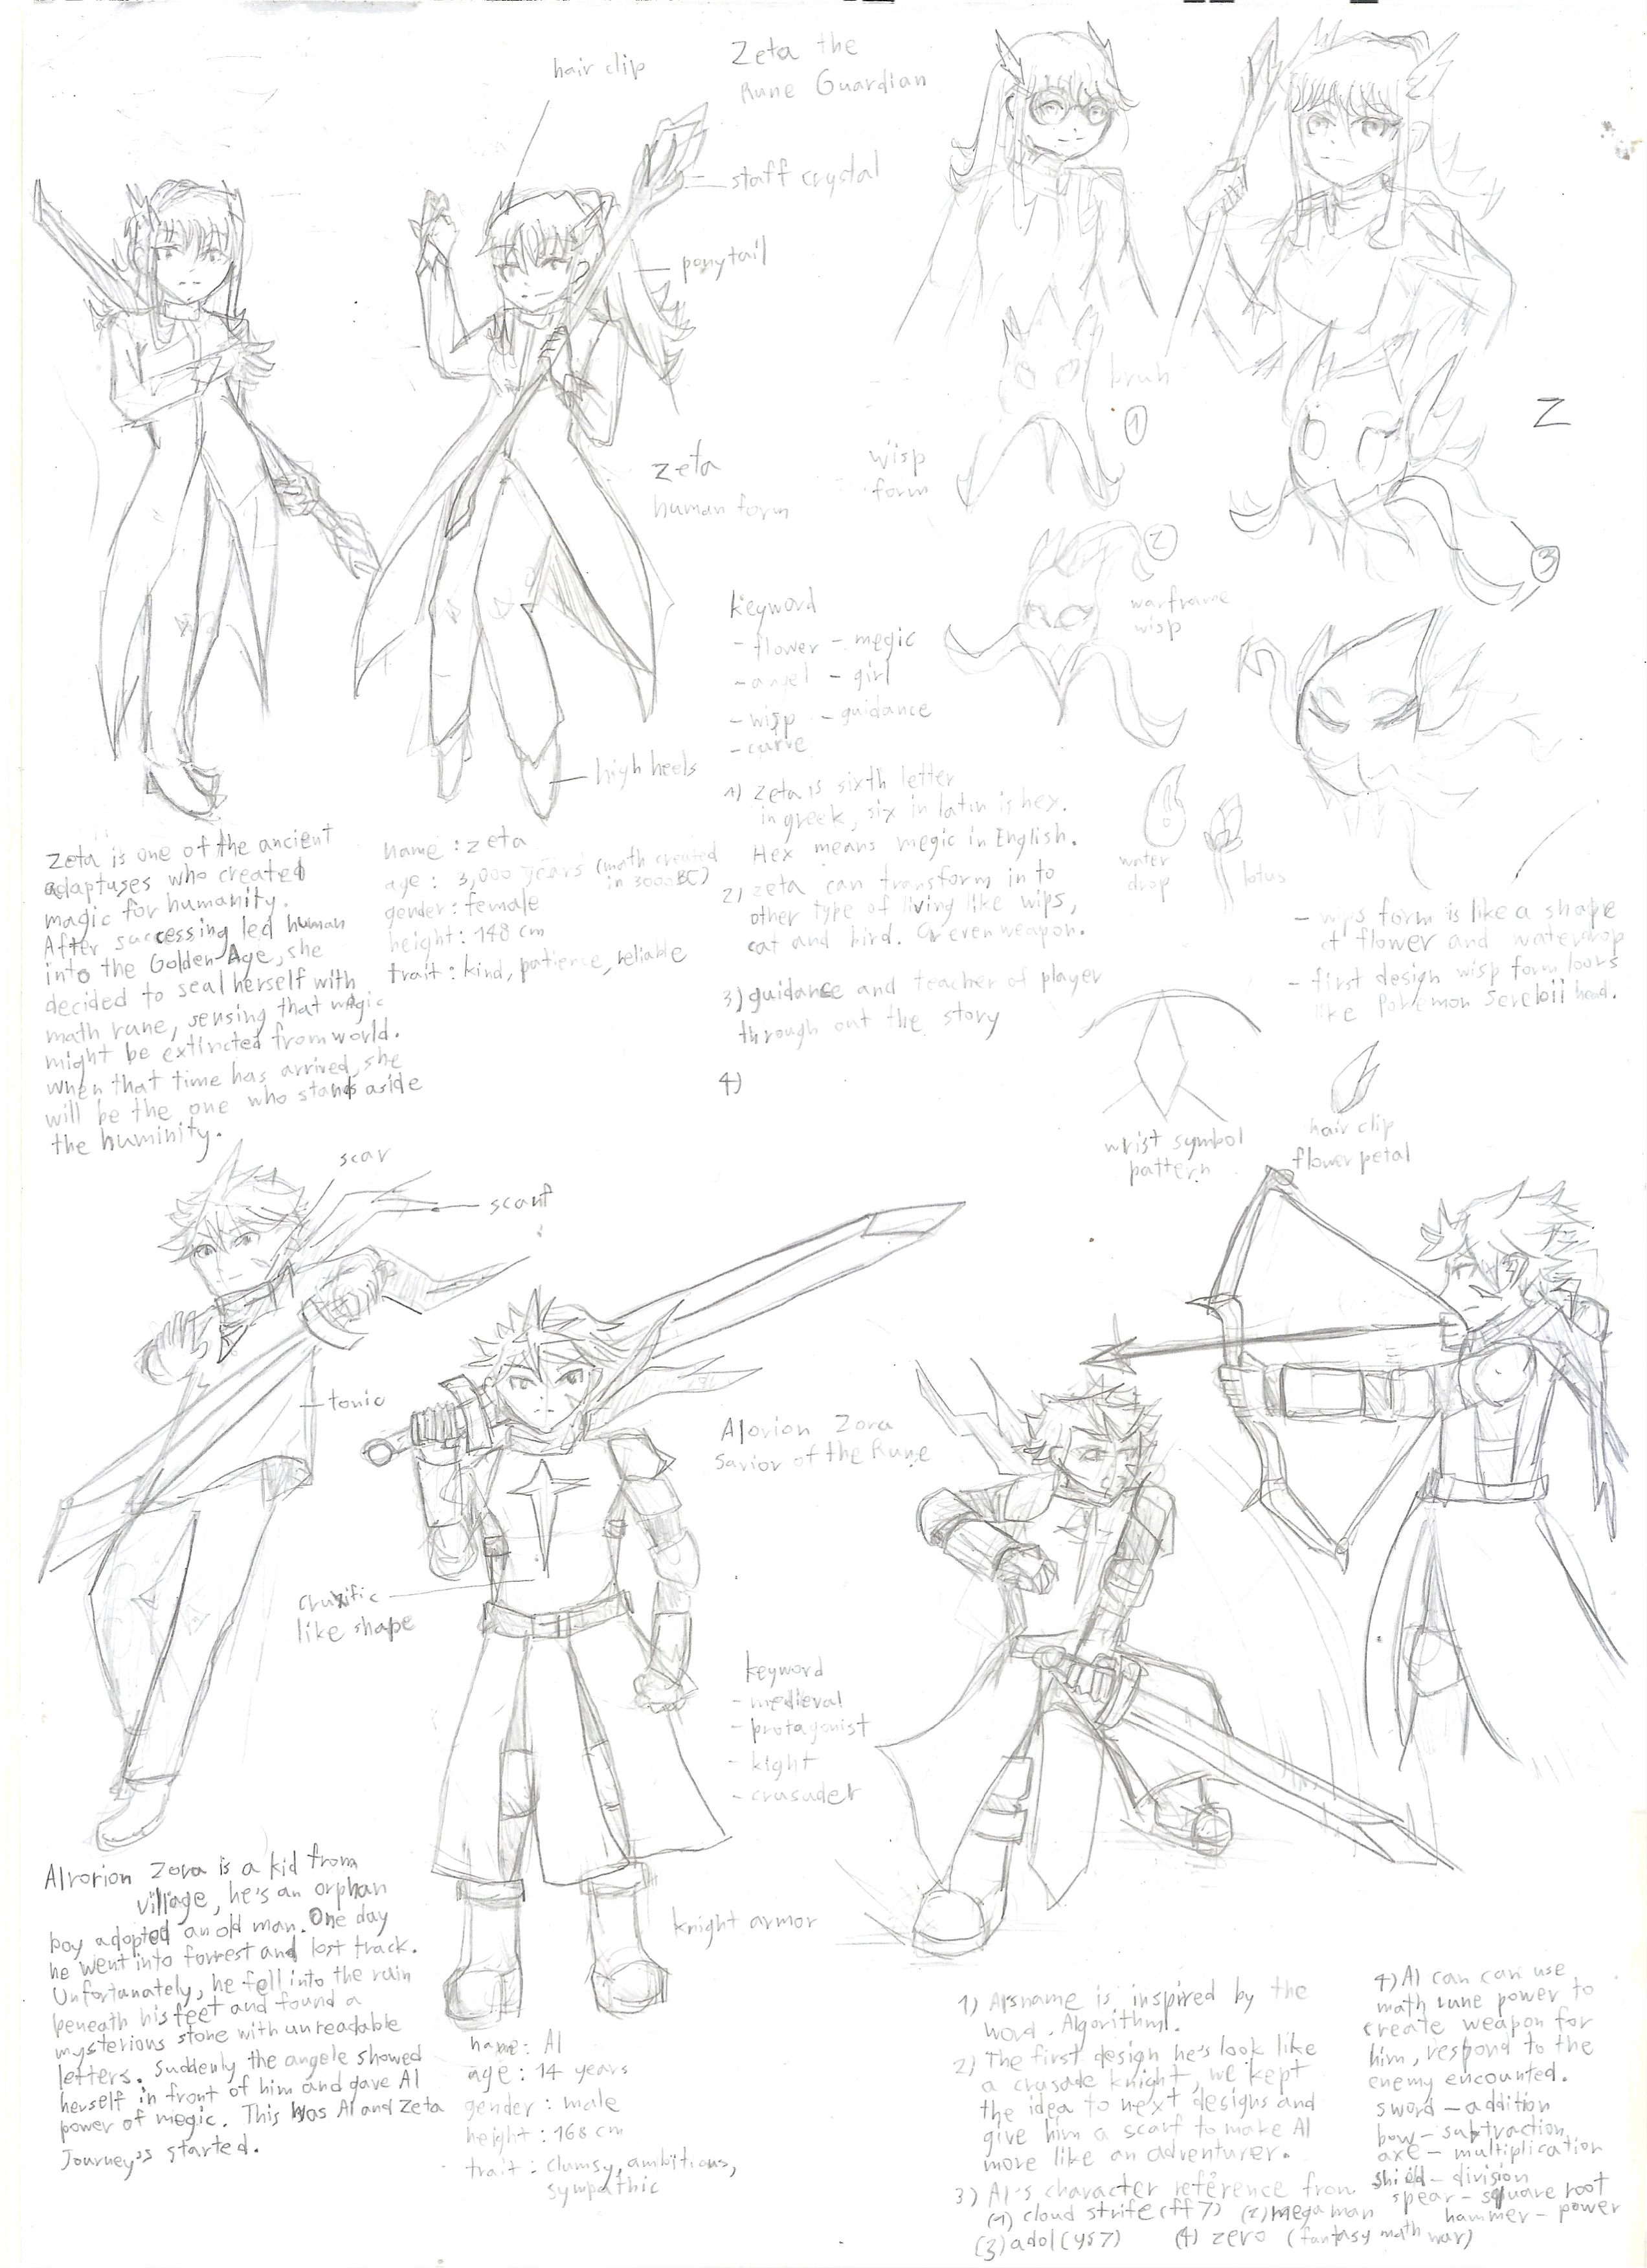 hair clip
Zeta the
Rune Guardian
staff crystal
ponytail
zeta
human form
high heels
bruh
1
wisp
form
2
warframe
wisp
Z
3
keyword
- flower - megic
- angel - girl
- wisp - guidance
- curve
1) Zeta is sixth letter
in greek, six in latin is hex.
Hex means megic in English.
2) zeta can transform in to
other type of living like wips,
cat and bird. Or even weapon.
3) guidance and teacher of player
through out the story
4)
water
drop
lotus
- wips form is like a shape
of flower and waterdrop
- first design wisp form loors
like Pokemon Serebii head.
wrist symbol
pattern
hair clip
flower petal
Zeta is one of the ancient
adaptuses who created
magic for humanity.
After successing led human
into the Golden Age, she
decided to seal herself with
math rune, sensing that magic
might be extincted from world.
when that time has arrived, she
will be the one who stands aside
the huminity.
name : zeta
age : 3,000 years (math created
in 3000 BC)
gender : female
height : 148 cm
trait : kind, patience, reliable
scar
scarf
tonic
crucific
like shape
Alorion Zora
Savior of the Rune
keyword
- medieval
- protagonist
- kight
- crusader
knight armor
Alrorion Zora is a kid from
village, he's an orphan
boy adopted an old man. One day
he went into forrest and lost track.
Unfortunately, he fell into the ruin
beneath his feet and found a
mysterious stone with unreadable
letters. Suddenly the angele showed
herself in front of him and gave Al
power of megic. This was Al and Zeta
Journey's started.
name : Al
age : 14 years
gender : male
height : 168 cm
trait : clumsy, ambitious,
sympathic
1) Al's name is inspired by the
word. Algorithm.
2) The first design he's look like
a crusade knight, we kept
the idea to next designs and
give him a scarf to make Al
more like an adventurer.
3) Al's character reference from
(1) cloud strife (ff7) (2) mega man
(3) adol (ys7) (4) zero (fantasy math war)
4) Al can can use
math rune power to
create weapon for
him, respond to the
enemy encounted.
sword - addition
bow - subtraction
axe - multiplication
shield - division
spear - square root
hammer - power